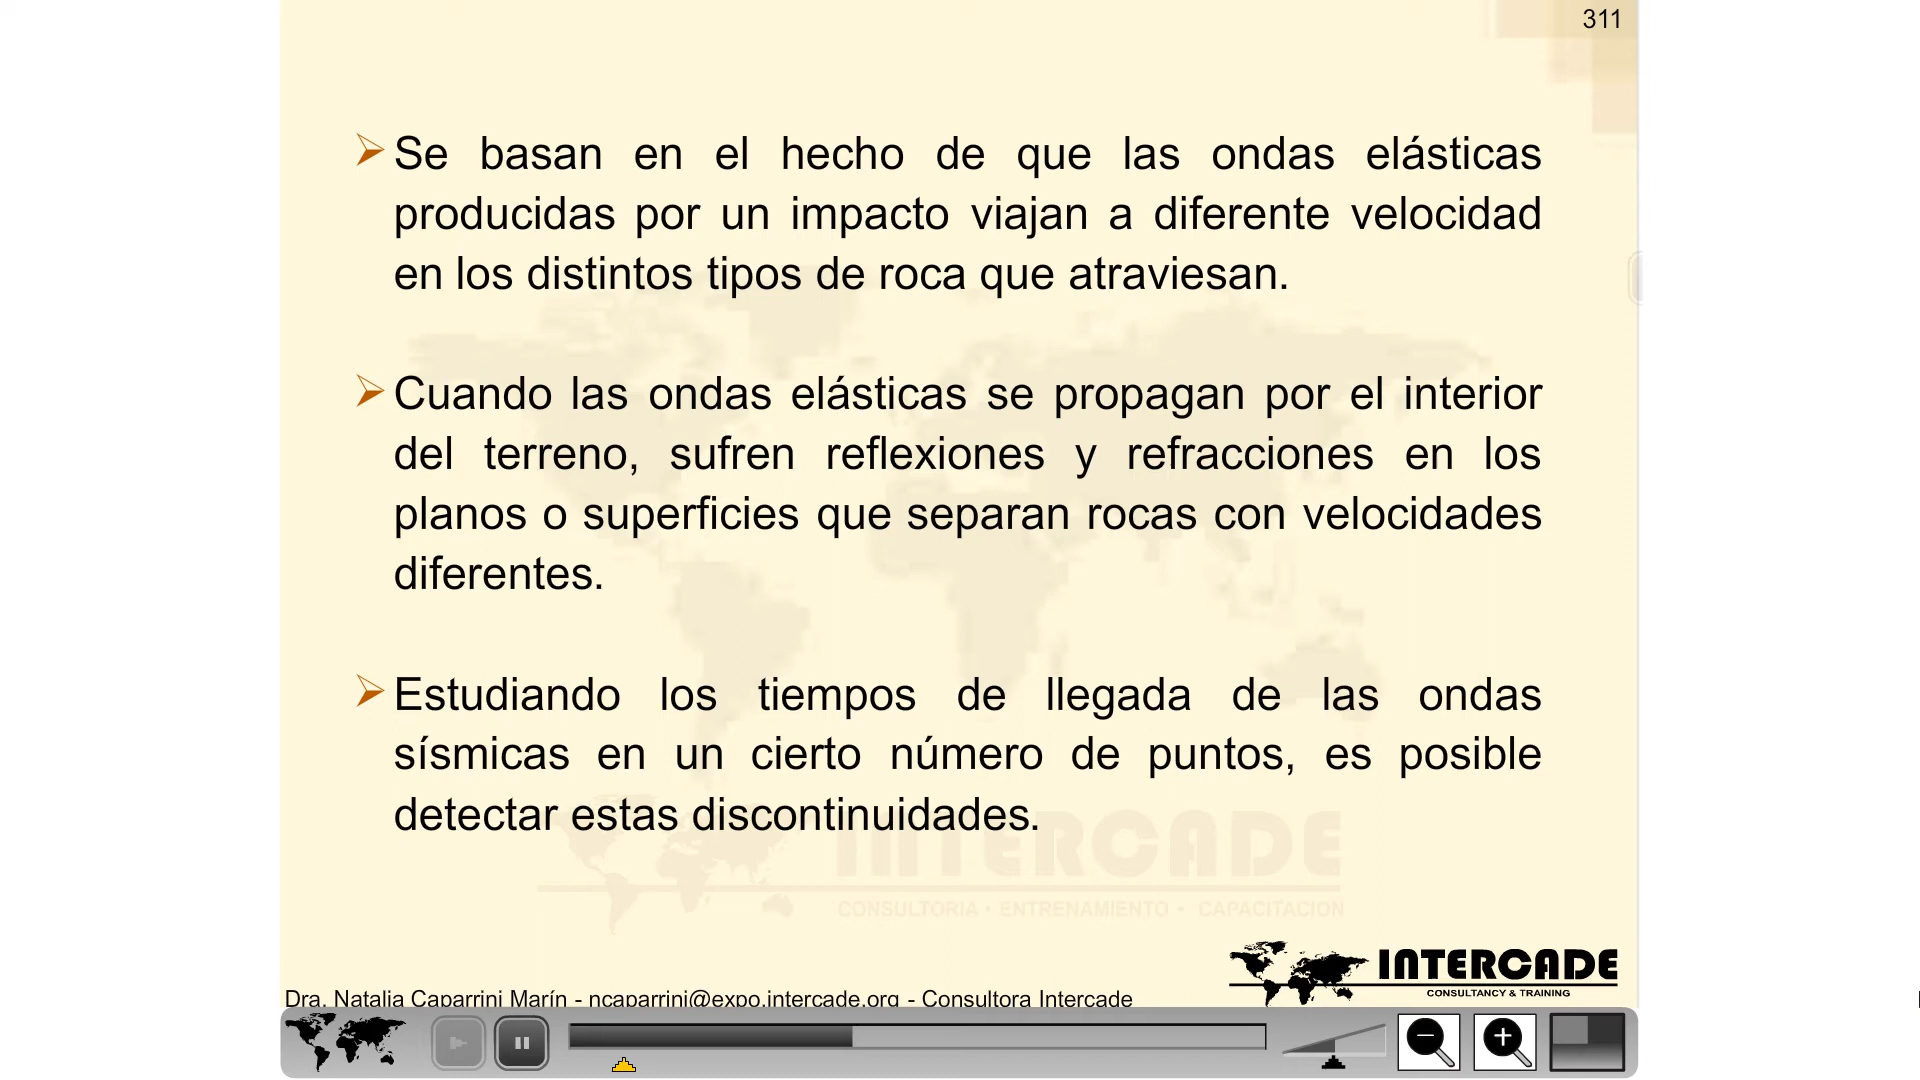 311
Se basan en el hecho de que las ondas elásticas
producidas por un impacto viajan a diferente velocidad
en los distintos tipos de roca que atraviesan.
Cuando las ondas elásticas se propagan por el interior
del terreno, sufren reflexiones y refracciones en los
planos o superficies que separan rocas con velocidades
diferentes.
Estudiando los tiempos de llegada de las ondas
sísmicas en un cierto número de puntos, es posible
detectar estas discontinuidades.
INTERCADE
CONSULTORIA • ENTRENAMIENTO • CAPACITACION
INTERCADE
CONSULTANCY & TRAINING
Dra. Natalia Caparrini Marín - ncaparrini@expo.intercade.org - Consultora Intercade